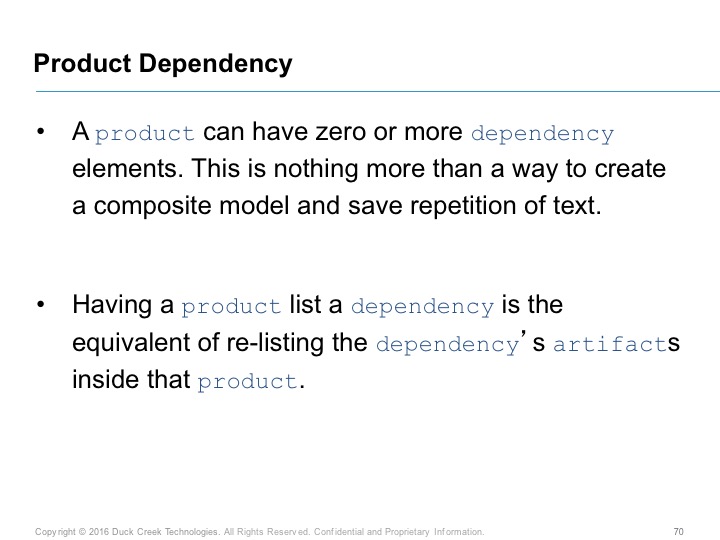 Product Dependency
• A product can have zero or more dependency
elements. This is nothing more than a way to create
a composite model and save repetition of text.
• Having a product list a dependency is the
equivalent of re-listing the dependency’s artifacts
inside that product.
Copyright © 2016 Duck Creek Technologies. All Rights Reserved. Confidential and Proprietary Information.
70